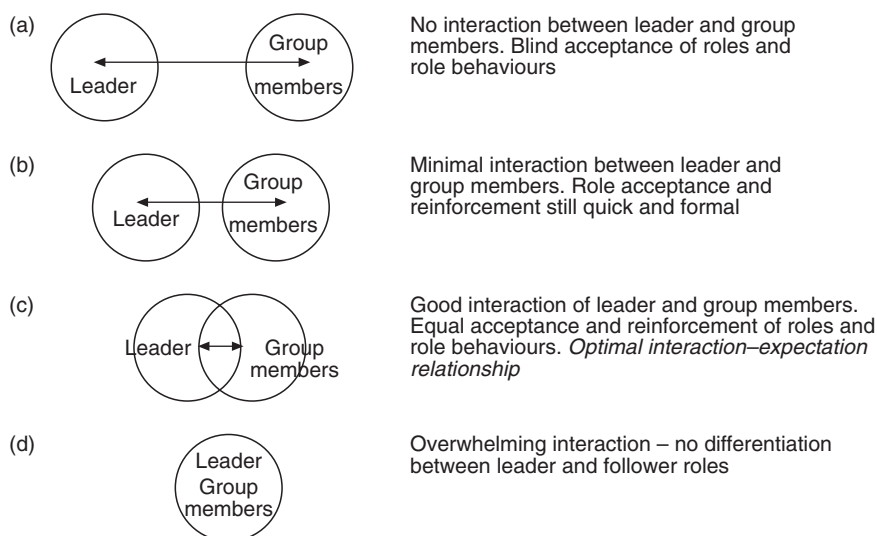 (a)
Leader
Group
members
No interaction between leader and group
members. Blind acceptance of roles and
role behaviours
(b)
Leader
Group
members
Minimal interaction between leader and
group members. Role acceptance and
reinforcement still quick and formal
(c)
Leader
Group
members
Good interaction of leader and group members.
Equal acceptance and reinforcement of roles and
role behaviours. Optimal interaction–expectation
relationship
(d)
Leader
Group
members
Overwhelming interaction – no differentiation
between leader and follower roles